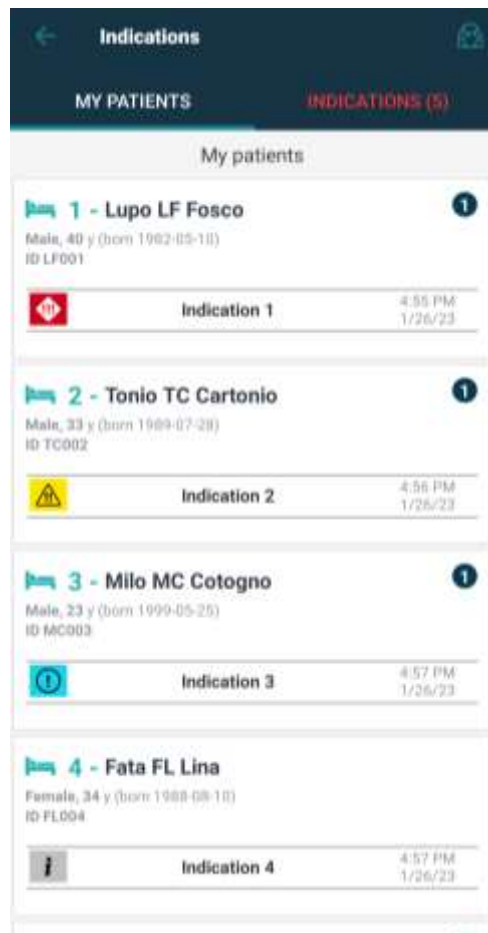 Indications
MY PATIENTS INDICATIONS (5)
My patients
1 - Lupo LF Fosco 1
Male, 40 y (born 1982-05-10)
ID LF001
!!! Indication 1 4:55 PM
1/26/23
2 - Tonio TC Cartonio 1
Male, 33 y (born 1989-07-28)
ID TC002
!! Indication 2 4:56 PM
1/26/23
3 - Milo MC Cotogno 1
Male, 23 y (born 1999-05-25)
ID MC003
! Indication 3 4:57 PM
1/26/23
4 - Fata FL Lina
Female, 34 y (born 1988-08-10)
ID FL004
i Indication 4 4:57 PM
1/26/23